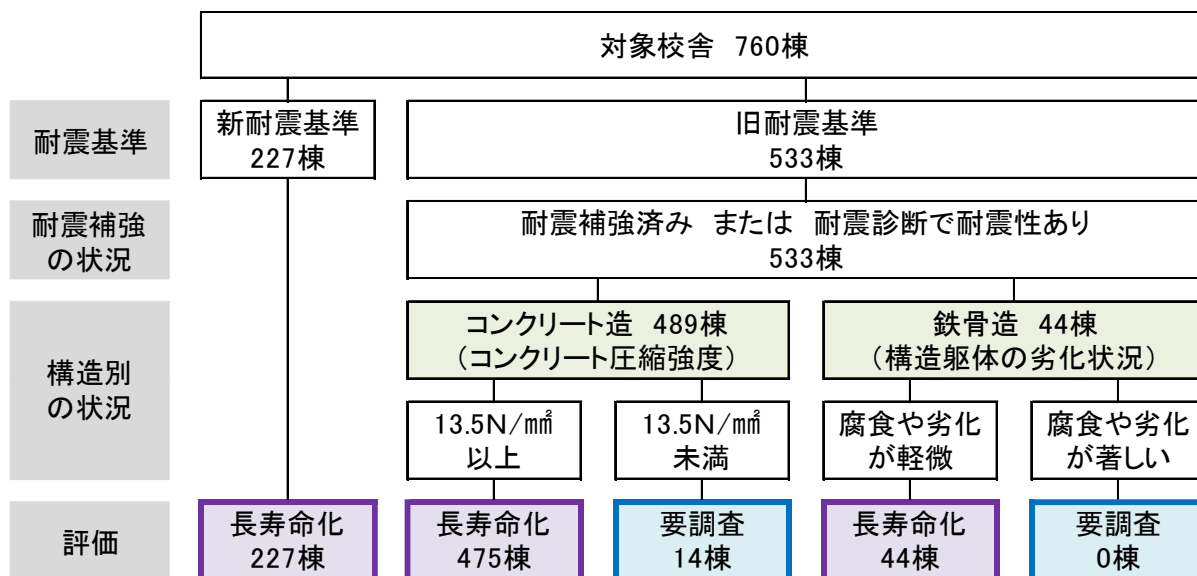 対象校舎 760棟
耐震基準
新耐震基準
227棟
旧耐震基準
533棟
耐震補強
の状況
耐震補強済み または 耐震診断で耐震性あり
533棟
構造別
の状況
コンクリート造 489棟
（コンクリート圧縮強度）
鉄骨造 44棟
（構造躯体の劣化状況）
13.5N/㎟
以上
13.5N/㎟
未満
腐食や劣化
が軽微
腐食や劣化
が著しい
評価
長寿命化
227棟
長寿命化
475棟
要調査
14棟
長寿命化
44棟
要調査
0棟